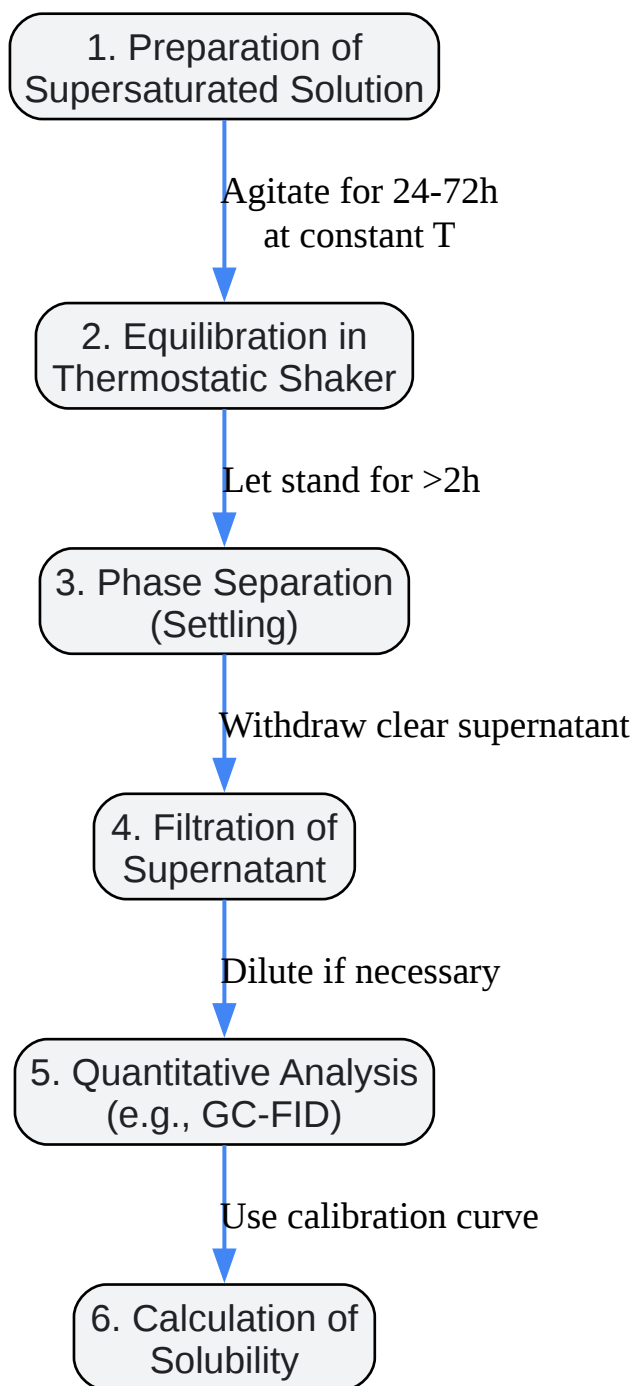 1. Preparation of
Supersaturated Solution
Agitate for 24-72h
at constant T
2. Equilibration in
Thermostatic Shaker
Let stand for >2h
3. Phase Separation
(Settling)
Withdraw clear supernatant
4. Filtration of
Supernatant
Dilute if necessary
5. Quantitative Analysis
(e.g., GC-FID)
Use calibration curve
6. Calculation of
Solubility